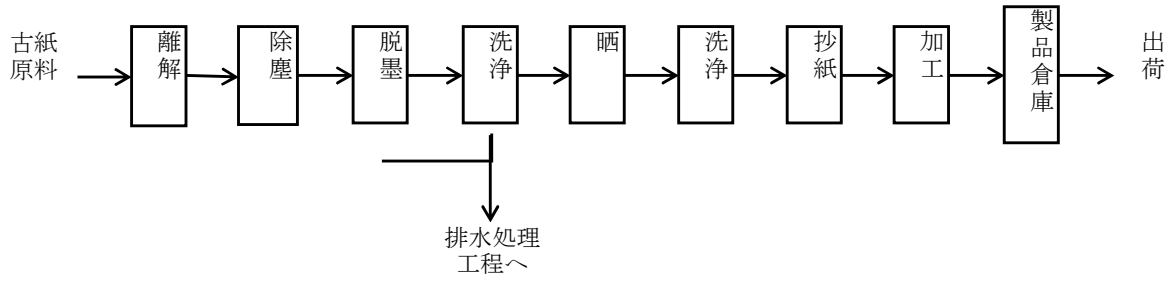 古紙
原料
離解
除塵
脱墨
洗浄
晒
洗浄
抄紙
加工
製品倉庫
出荷
排水処理
工程へ